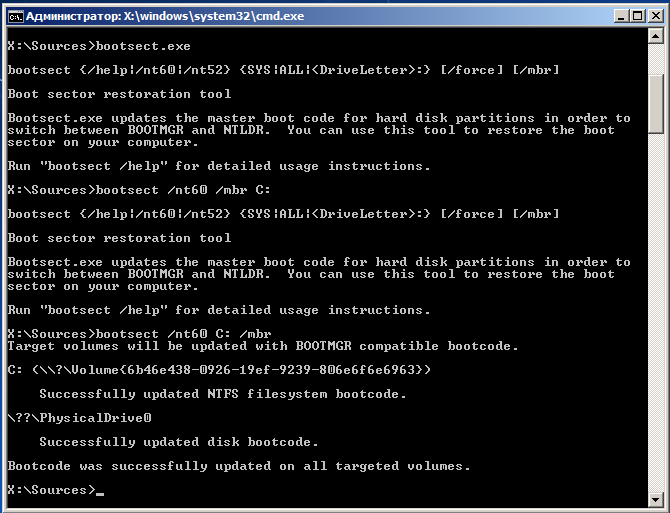 Администратор: X:\windows\system32\cmd.exe
X:\Sources>bootsect.exe
bootsect {/help|/nt60|/nt52} {SYS|ALL|<DriveLetter>:} [/force] [/mbr]
Boot sector restoration tool
Bootsect.exe updates the master boot code for hard disk partitions in order to
switch between BOOTMGR and NTLDR.  You can use this tool to restore the boot
sector on your computer.
Run "bootsect /help" for detailed usage instructions.
X:\Sources>bootsect /nt60 /mbr C:
bootsect {/help|/nt60|/nt52} {SYS|ALL|<DriveLetter>:} [/force] [/mbr]
Boot sector restoration tool
Bootsect.exe updates the master boot code for hard disk partitions in order to
switch between BOOTMGR and NTLDR.  You can use this tool to restore the boot
sector on your computer.
Run "bootsect /help" for detailed usage instructions.
X:\Sources>bootsect /nt60 C: /mbr
Target volumes will be updated with BOOTMGR compatible bootcode.
C: (\\?\Volume{6b46e438-0926-19ef-9239-806e6f6e6963})
    Successfully updated NTFS filesystem bootcode.
\??\PhysicalDrive0
    Successfully updated disk bootcode.
Bootcode was successfully updated on all targeted volumes.
X:\Sources>_